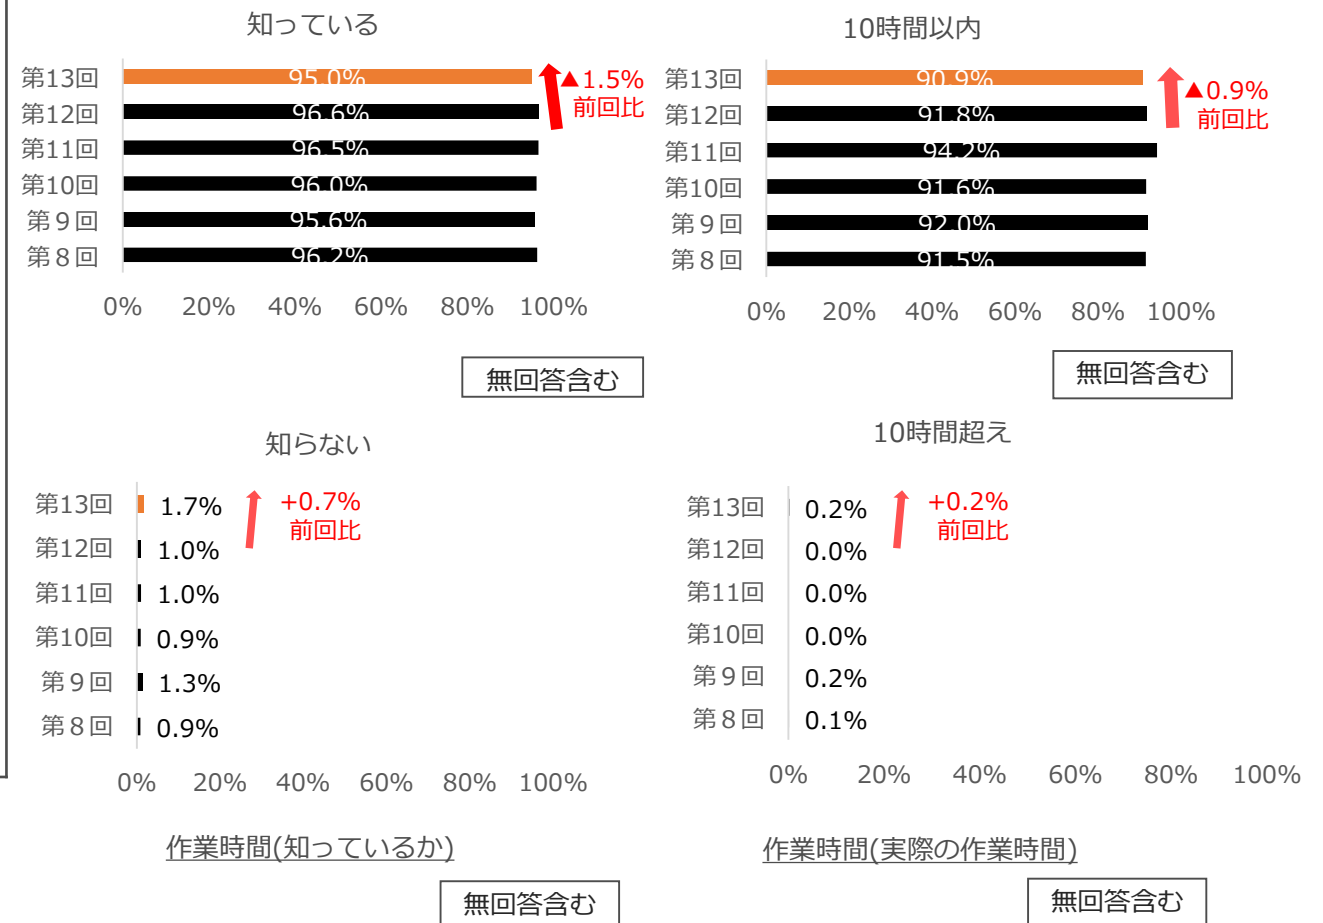 知っている
第13回 95.0%
第12回 96.6%
第11回 96.5%
第10回 96.0%
第９回 95.6%
第８回 96.2%
▲1.5%
前回比
0% 20% 40% 60% 80% 100%
無回答含む
10時間以内
第13回 90.9%
第12回 91.8%
第11回 94.2%
第10回 91.6%
第９回 92.0%
第８回 91.5%
▲0.9%
前回比
0% 20% 40% 60% 80% 100%
無回答含む
知らない
第13回 1.7%
第12回 1.0%
第11回 1.0%
第10回 0.9%
第９回 1.3%
第８回 0.9%
+0.7%
前回比
0% 20% 40% 60% 80% 100%
作業時間(知っているか)
無回答含む
10時間超え
第13回 0.2%
第12回 0.0%
第11回 0.0%
第10回 0.0%
第９回 0.2%
第８回 0.1%
+0.2%
前回比
0% 20% 40% 60% 80% 100%
作業時間(実際の作業時間)
無回答含む